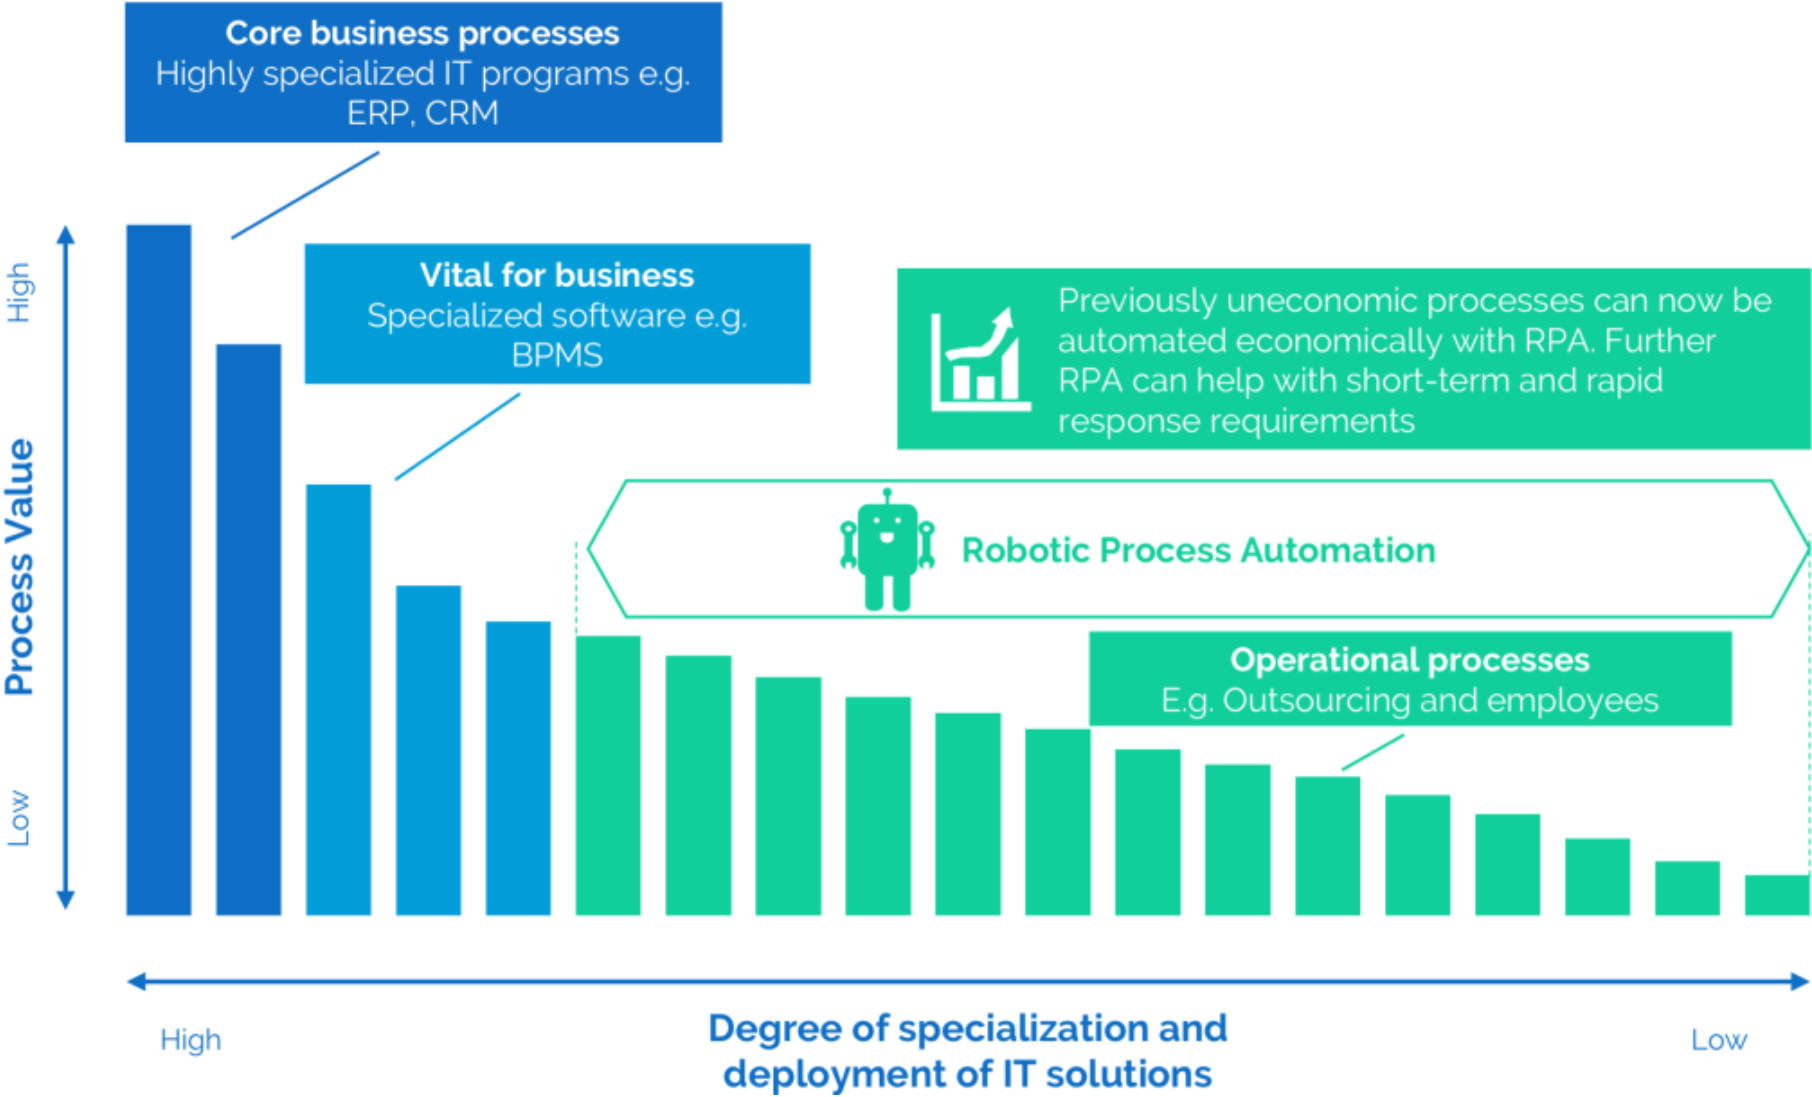 Core business processes
Highly specialized IT programs e.g.
ERP, CRM
Vital for business
Specialized software e.g.
BPMS
Previously uneconomic processes can now be
automated economically with RPA. Further
RPA can help with short-term and rapid
response requirements
Robotic Process Automation
Operational processes
E.g. Outsourcing and employees
High
Process Value
Low
High
Degree of specialization and
deployment of IT solutions
Low